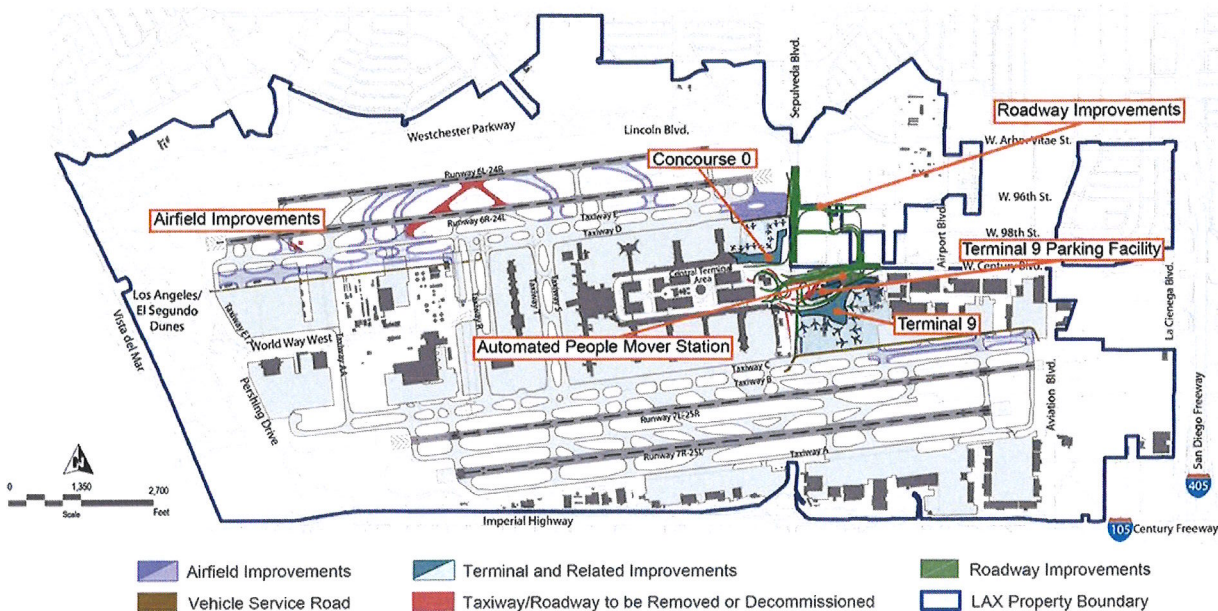 Sepulveda Blvd.
Roadway Improvements
Westchester Parkway
Lincoln Blvd.
W. Arbor Vitae St.
Concourse 0
Runway 6L-24R
W. 96th St.
Airfield Improvements
Runway 6R-24L
Taxiway E
Taxiway D
W. 98th St.
Airport Blvd.
Terminal 9 Parking Facility
W. Century Blvd.
Central Terminal
Area
Los Angeles/
El Segundo
Dunes
Taxiway R
Taxiway S
La Cienega Blvd.
Vista del Mar
World Way West
Taxiway AA
Terminal 9
Automated People Mover Station
Taxiway C
Taxiway B
Pershing Drive
Aviation Blvd.
Runway 7L-25R
Runway 7R-25L
Taxiway A
San Diego Freeway
N
0 1,350 2,700
Scale Feet
405
Imperial Highway
105 Century Freeway
Airfield Improvements
Terminal and Related Improvements
Roadway Improvements
Vehicle Service Road
Taxiway/Roadway to be Removed or Decommissioned
LAX Property Boundary